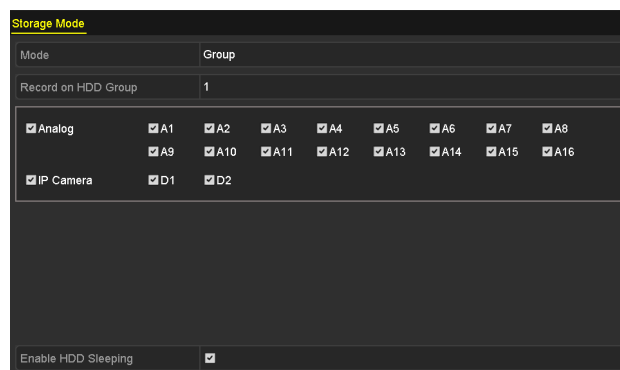 Storage Mode
Mode Group
Record on HDD Group 1
Analog A1 A2 A3 A4 A5 A6 A7 A8
A9 A10 A11 A12 A13 A14 A15 A16
IP Camera D1 D2
Enable HDD Sleeping